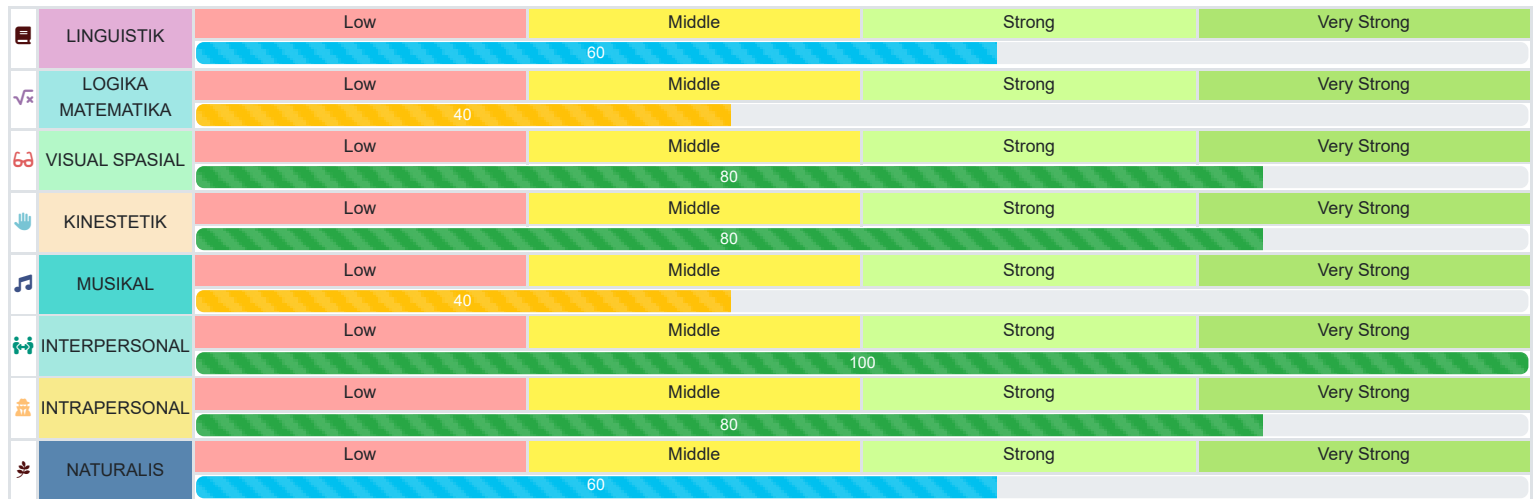 LINGUISTIK
Low Middle Strong Very Strong
60
LOGIKA
MATEMATIKA
Low Middle Strong Very Strong
40
VISUAL SPASIAL
Low Middle Strong Very Strong
80
KINESTETIK
Low Middle Strong Very Strong
80
MUSIKAL
Low Middle Strong Very Strong
40
INTERPERSONAL
Low Middle Strong Very Strong
100
INTRAPERSONAL
Low Middle Strong Very Strong
80
NATURALIS
Low Middle Strong Very Strong
60